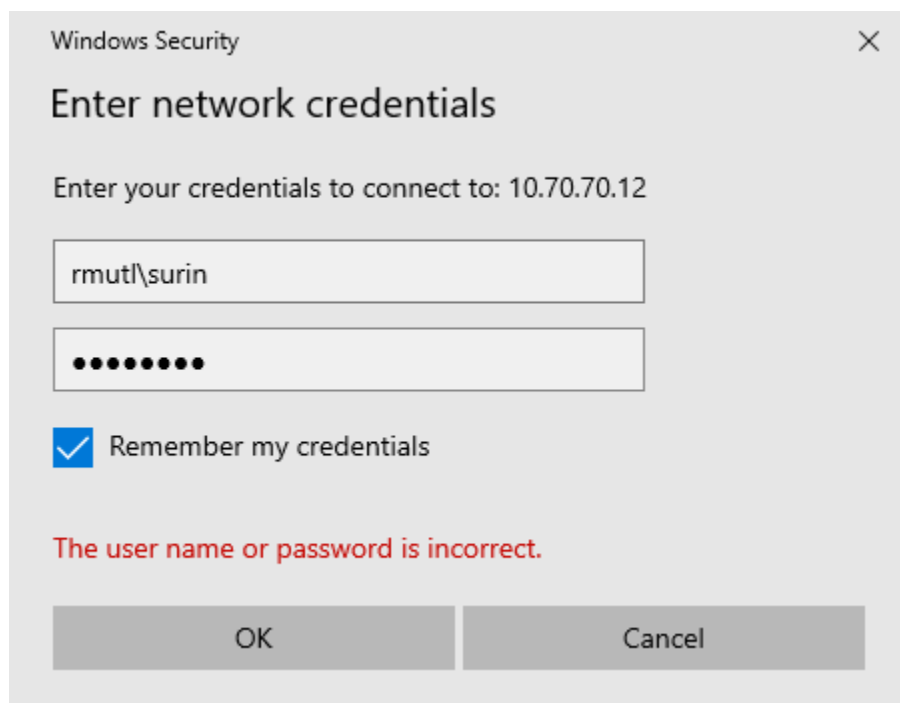 Windows Security
Enter network credentials
Enter your credentials to connect to: 10.70.70.12
rmutl\surin
●●●●●●●●
Remember my credentials
The user name or password is incorrect.
OK
Cancel